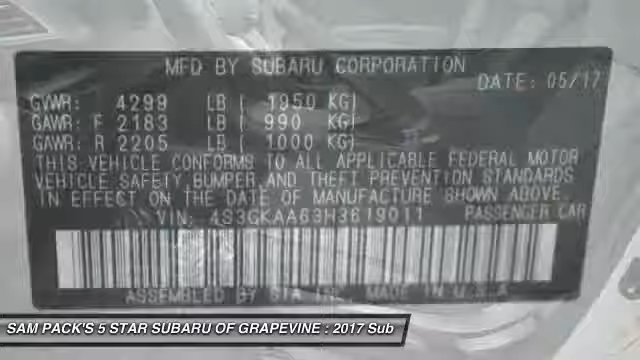 MFD BY SUBARU CORPORATION
DATE: 05/17
GVWR: 4299 LB ( 1950 KG)
GAWR: F 2183 LB ( 990 KG)
GAWR: R 2205 LB ( 1000 KG)
THIS VEHICLE CONFORMS TO ALL APPLICABLE FEDERAL MOTOR
VEHICLE SAFETY BUMPER AND THEFT PREVENTION STANDARDS
IN EFFECT ON THE DATE OF MANUFACTURE SHOWN ABOVE.
VIN: 4S3GKAA63H3619011 PASSENGER CAR
ASSEMBLED BY SIA INC. MADE IN U.S.A
SAM PACK'S 5 STAR SUBARU OF GRAPEVINE : 2017 Sub